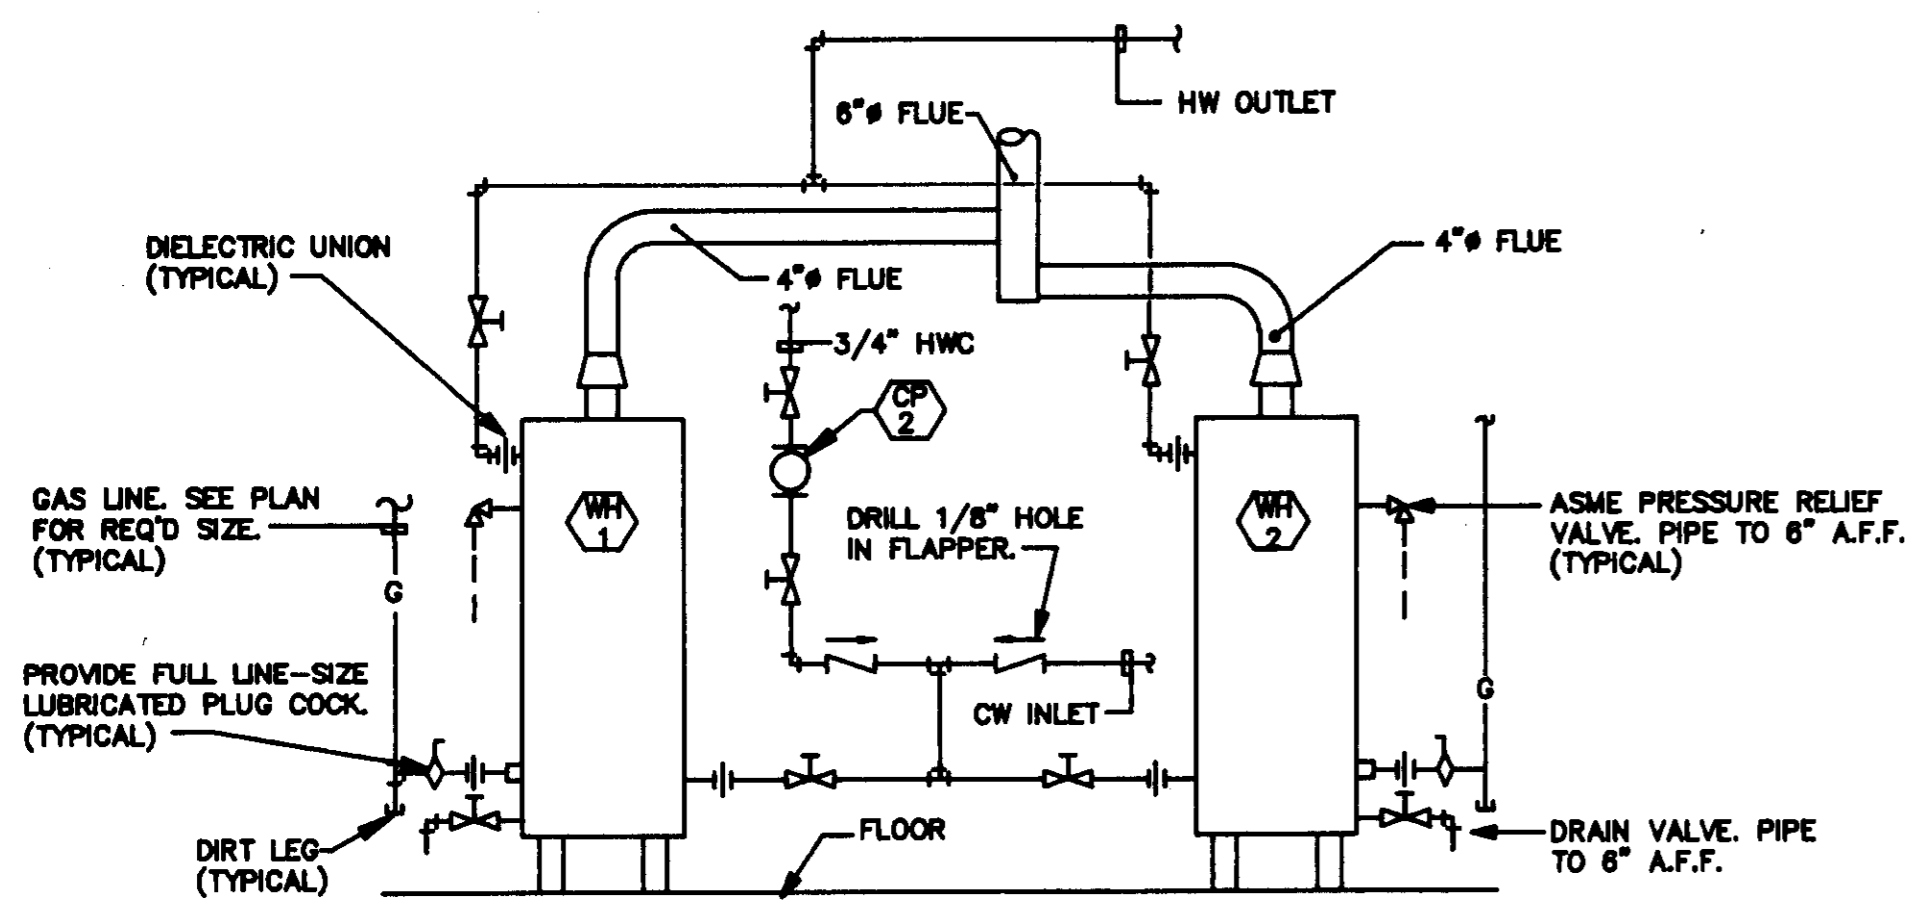 HW OUTLET
6"ø FLUE
DIELECTRIC UNION
(TYPICAL)
4"ø FLUE
4"ø FLUE
3/4" HWC
CP
2
GAS LINE. SEE PLAN
FOR REQ'D SIZE.
(TYPICAL)
WH
1
DRILL 1/8" HOLE
IN FLAPPER.
WH
2
ASME PRESSURE RELIEF
VALVE. PIPE TO 6" A.F.F.
(TYPICAL)
G
PROVIDE FULL LINE-SIZE
LUBRICATED PLUG COCK.
(TYPICAL)
CW INLET
G
DIRT LEG
(TYPICAL)
FLOOR
DRAIN VALVE. PIPE
TO 6" A.F.F.